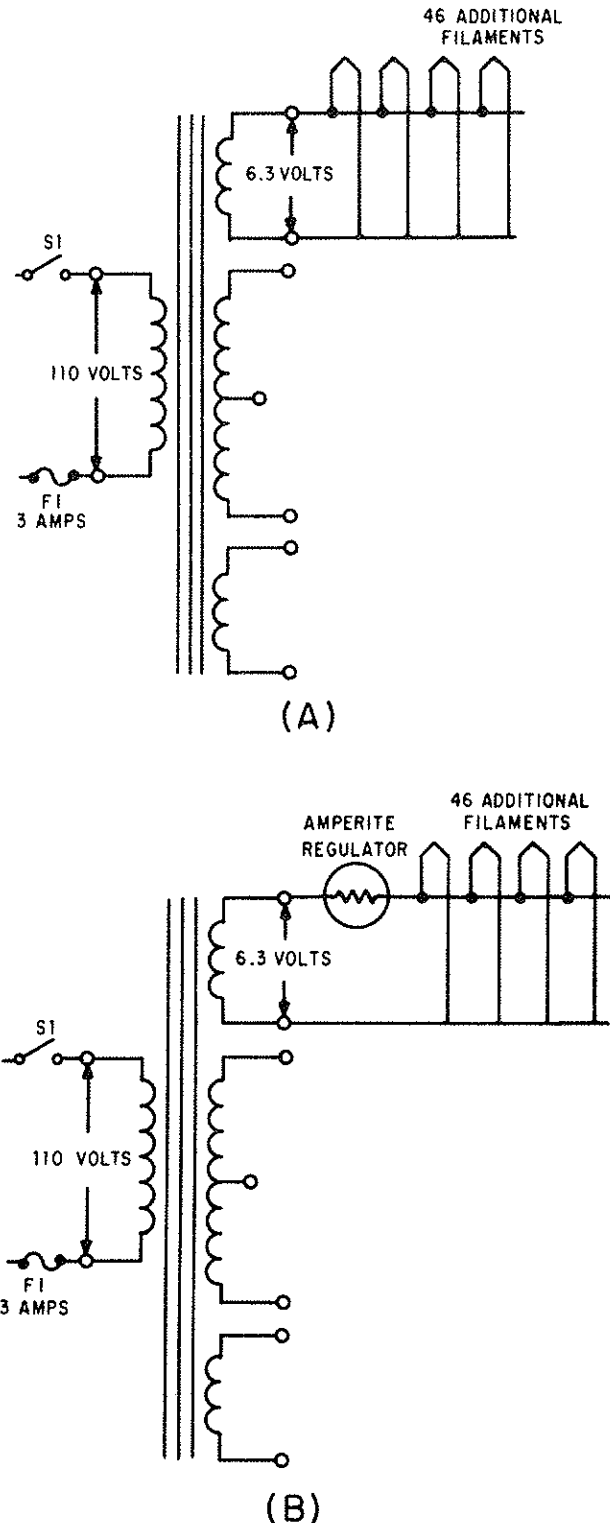 46 ADDITIONAL
FILAMENTS
6.3 VOLTS
S1
110 VOLTS
F1
3 AMPS
(A)
AMPERITE
REGULATOR
46 ADDITIONAL
FILAMENTS
6.3 VOLTS
S1
110 VOLTS
F1
3 AMPS
(B)